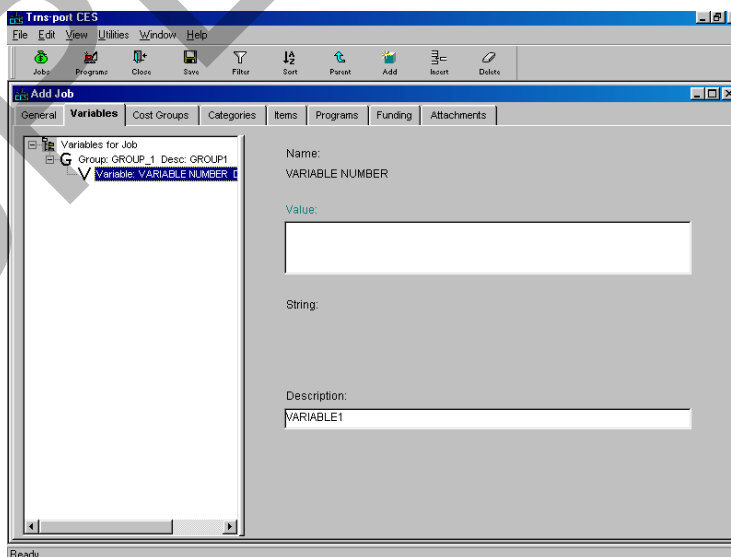 Trns·port CES
File Edit View Utilities Window Help
Jobs Programs Close Save Filter Sort Parent Add Insert Delete
Add Job
General Variables Cost Groups Categories Items Programs Funding Attachments
Variables for Job
G Group: GROUP_1 Desc: GROUP1
V Variable: VARIABLE NUMBER D
Name:
VARIABLE NUMBER
Value:
String:
Description:
VARIABLE1
Ready